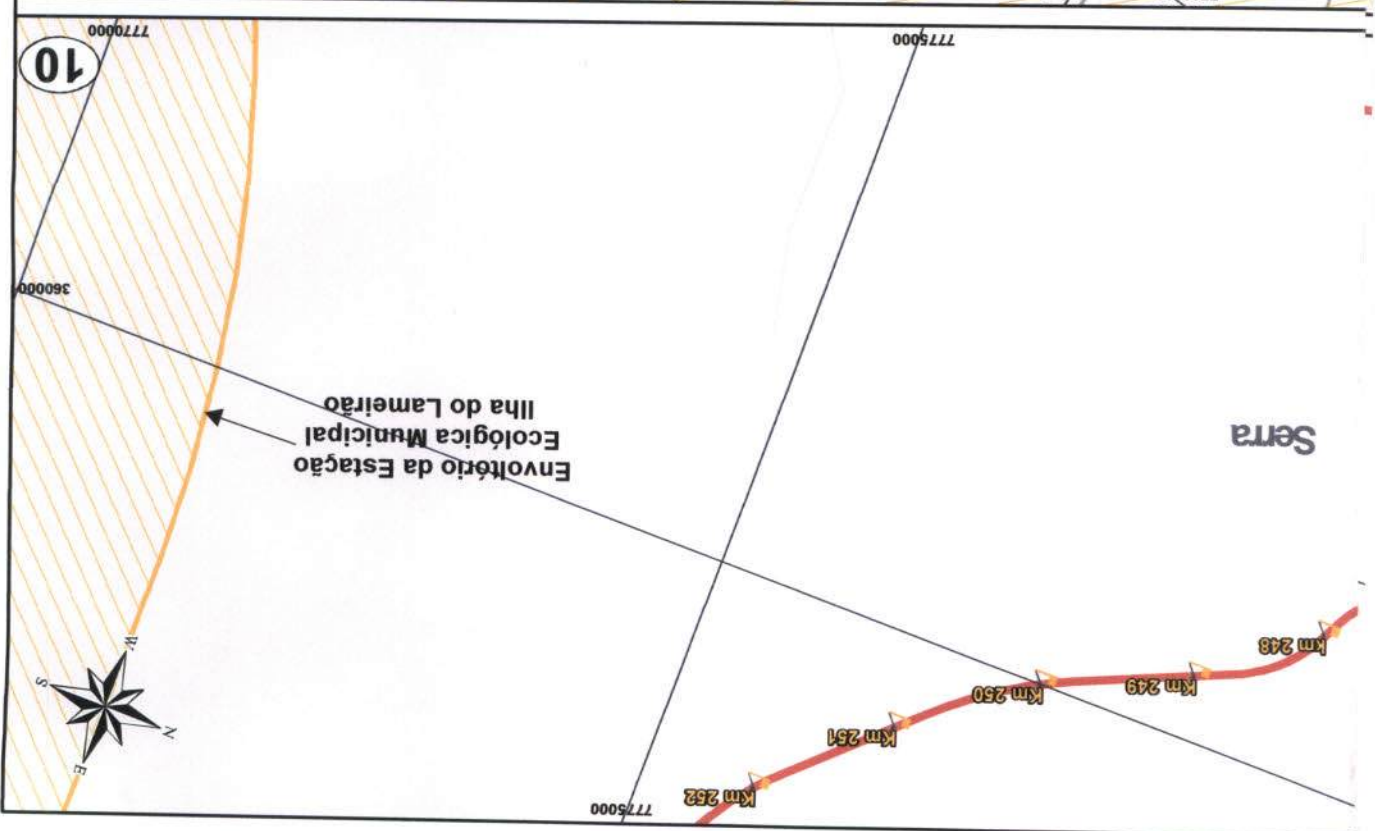 7775000
Km 252
Km 251
Km 250
Km 249
km 248
E
N
S
W
Serra
Envoltório da Estação
Ecológica Municipal
Ilha do Lameirão
360000
7775000
7770000
10